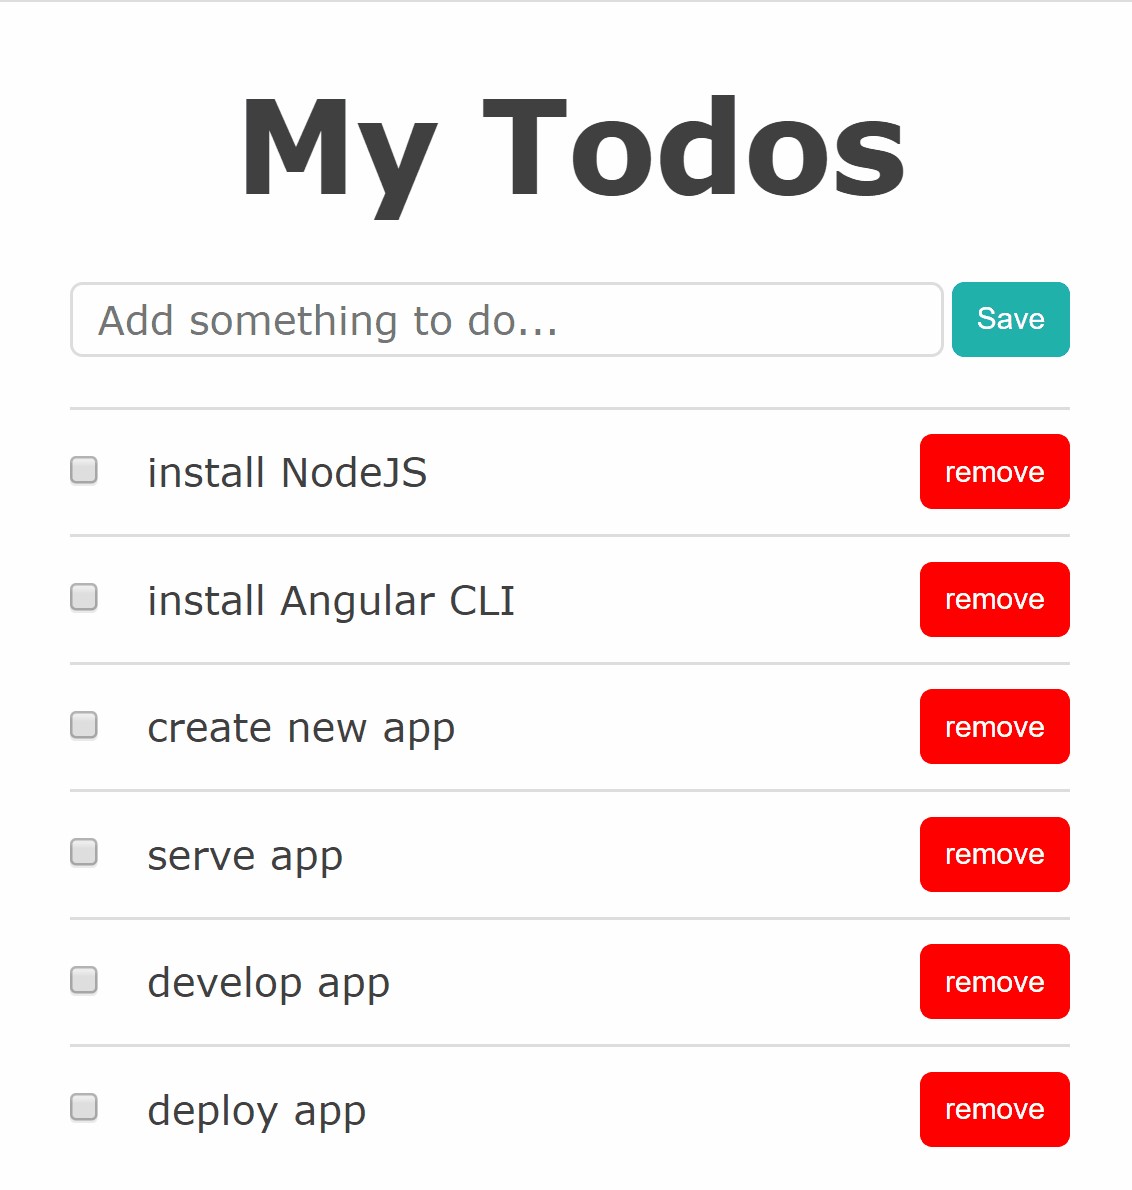 My Todos
Add something to do...
Save
install NodeJS
remove
install Angular CLI
remove
create new app
remove
serve app
remove
develop app
remove
deploy app
remove